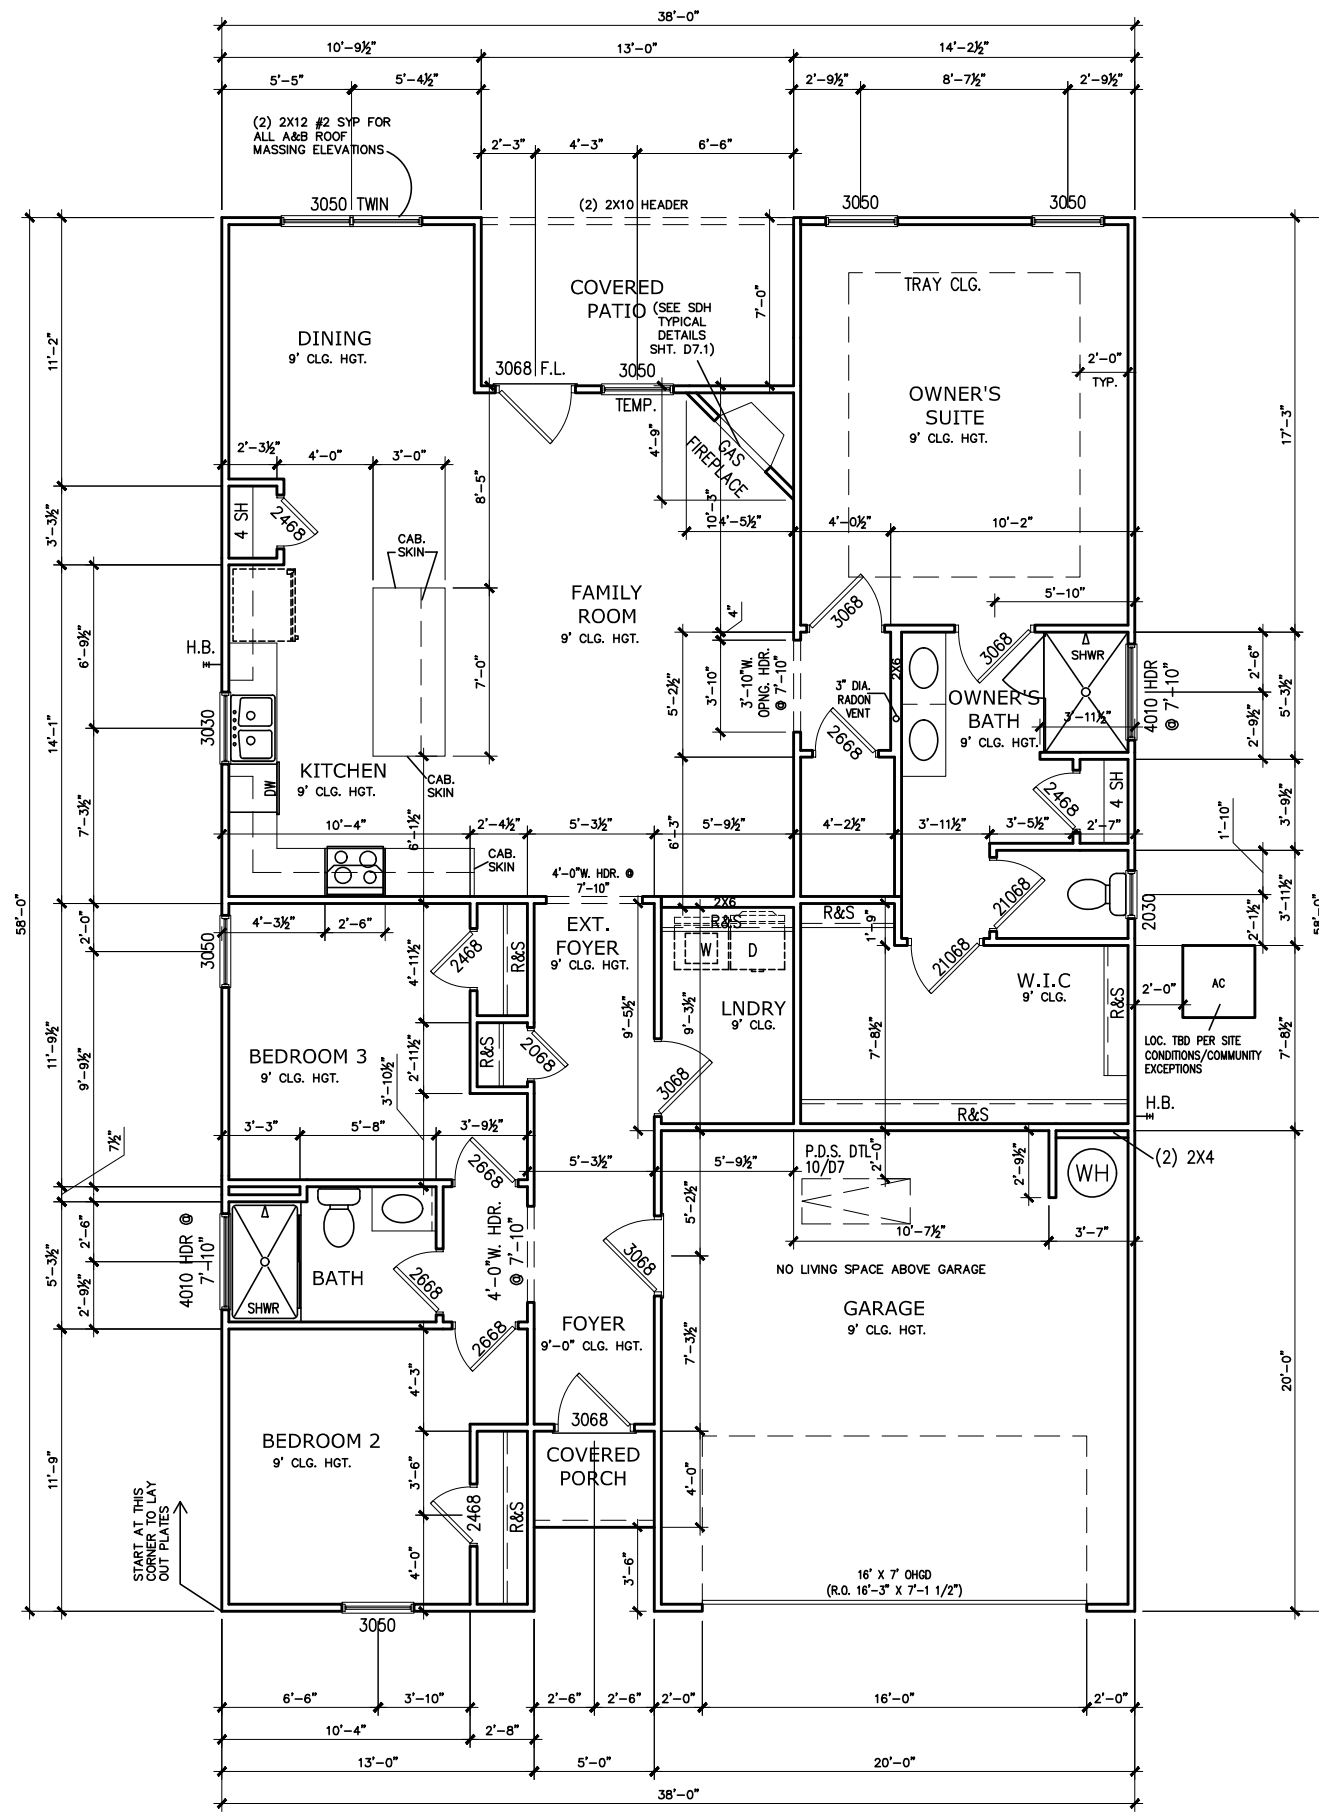 38'-0"
10'-9½"
13'-0"
14'-2½"
5'-5"
5'-4½"
2'-9½"
8'-7½"
2'-9½"
(2) 2X12 #2 SYP FOR
ALL A&B ROOF
MASSING ELEVATIONS
2'-3"
4'-3"
6'-6"
3050 TWIN
(2) 2X10 HEADER
3050
3050
COVERED
PATIO
(SEE SDH
TYPICAL
DETAILS
SHT. D7.1)
7'-0"
TRAY CLG.
DINING
9' CLG. HGT.
11'-2"
3068 F.L.
3050
TEMP.
2'-0"
TYP.
OWNER'S
SUITE
9' CLG. HGT.
17'-3"
4'-9"
GAS
FIREPLACE
2'-3½"
4'-0"
3'-0"
8'-5"
10'-3"
4'-5½"
4'-0½"
10'-2"
3'-3½"
4 SH
2468
CAB.
SKIN
FAMILY
ROOM
9' CLG. HGT.
4"
3068
5'-10"
6'-9½"
H.B.
7'-0"
5'-2½"
3'-10"
3'-10"W.
OPNG. HDR.
@ 7'-10"
2X6
3" DIA.
RADON
VENT
3068
SHWR
OWNER'S
BATH
9' CLG. HGT.
3'-11½"
4010 HDR
@ 7'-10"
2'-6"
2'-9½"
5'-3½"
14'-1"
3030
2668
KITCHEN
9' CLG. HGT.
DW
CAB.
SKIN
2468
4 SH
7'-3½"
6'-1½"
6'-3"
3'-9½"
1'-10"
10'-4"
2'-4½"
5'-3½"
5'-9½"
4'-2½"
3'-11½"
3'-5½"
2'-7"
CAB.
SKIN
4'-0"W. HDR. @
7'-10"
2X6
R&S
R&S
1'-9"
21068
2030
2'-1½"
3'-11½"
58'-0"
58'-0"
2'-0"
3050
4'-3½"
2'-6"
EXT.
FOYER
9' CLG. HGT.
4'-11½"
2468
R&S
W
D
21068
W.I.C
9' CLG.
R&S
2'-0"
AC
LOC. TBD PER SITE
CONDITIONS/COMMUNITY
EXCEPTIONS
LNDRY
9' CLG.
9'-3½"
9'-5½"
7'-8½"
7'-8½"
11'-9½"
9'-9½"
BEDROOM 3
9' CLG. HGT.
3'-10½"
2'-11½"
R&S
2068
3068
R&S
H.B.
7½"
3'-3"
5'-8"
3'-9½"
2668
5'-3½"
5'-9½"
P.D.S. DTL
10/D7
2'-0"
2'-9½"
WH
(2) 2X4
5'-2½"
10'-7½"
3'-7"
4010 HDR @
7'-10"
2'-6"
5'-3½"
2'-9½"
SHWR
BATH
2668
4'-0"W. HDR.
@ 7'-10"
3068
NO LIVING SPACE ABOVE GARAGE
GARAGE
9' CLG. HGT.
2668
FOYER
9'-0" CLG. HGT.
7'-3½"
4'-3"
20'-0"
3068
BEDROOM 2
9' CLG. HGT.
COVERED
PORCH
3'-6"
4'-0"
11'-9"
2468
R&S
START AT THIS
CORNER TO LAY
OUT PLATES
4'-0"
3'-6"
16' X 7' OHGD
(R.O. 16'-3" X 7'-1 1/2")
3050
6'-6"
3'-10"
2'-6"
2'-6"
2'-0"
16'-0"
2'-0"
10'-4"
2'-8"
13'-0"
5'-0"
20'-0"
38'-0"